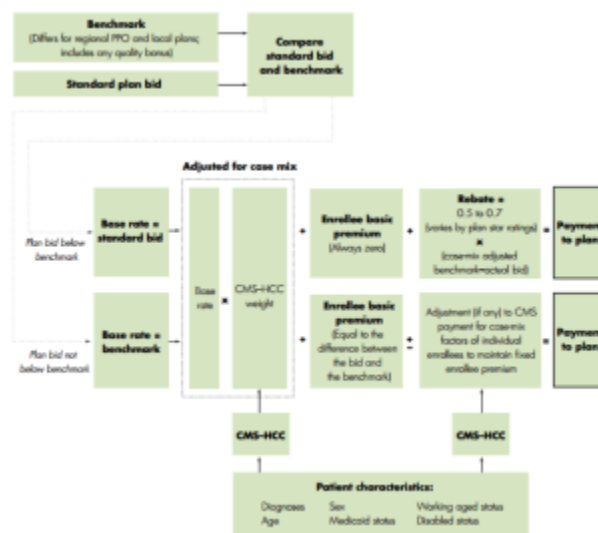 Benchmark
(Differs for regional PPO and local plans;
includes any quality bonus)
Compare
standard bid
and benchmark
Standard plan bid
Adjusted for case mix
Plan bid below
benchmark
Base rate =
standard bid
Base
rate
×
CMS–HCC
weight
+
Enrollee basic
premium
(Always zero)
+
Rebate =
0.5 to 0.7
(varies by plan star ratings)
×
(case-mix adjusted
benchmark–actual bid)
=
Payment
to plan
Plan bid not
below benchmark
Base rate =
benchmark
+
Enrollee basic
premium
(Equal to the
difference between
the bid and
the benchmark)
±
Adjustment (if any) to CMS
payment for case-mix
factors of individual
enrollees to maintain fixed
enrollee premium
=
Payment
to plan
CMS–HCC
CMS–HCC
Patient characteristics:
Diagnoses Sex Working aged status
Age Medicaid status Disabled status